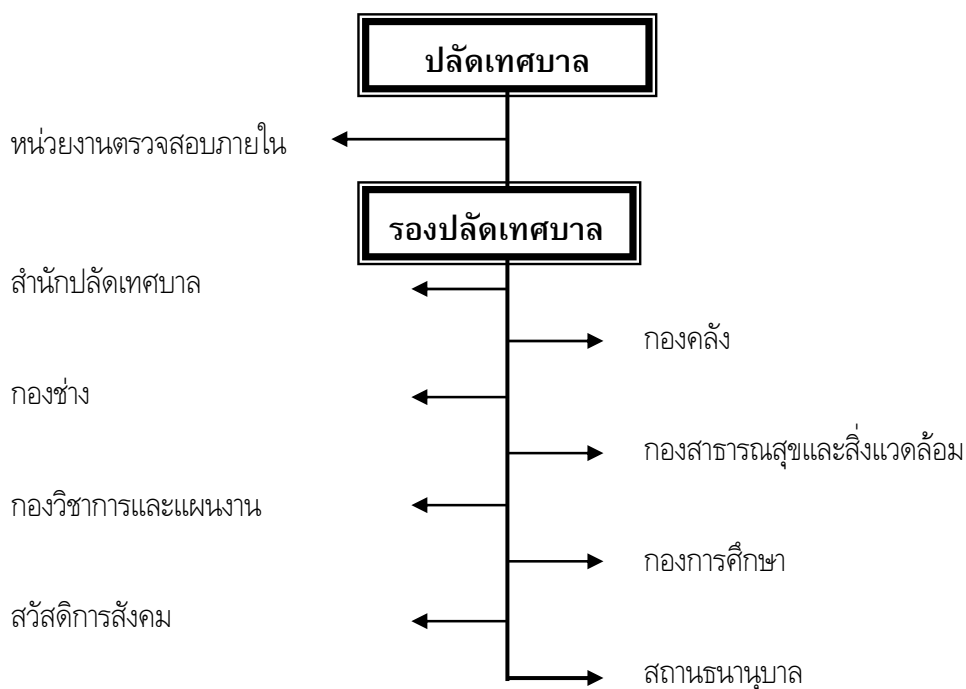 ปลัดเทศบาล
หน่วยงานตรวจสอบภายใน
รองปลัดเทศบาล
สำนักปลัดเทศบาล
กองคลัง
กองช่าง
กองสาธารณสุขและสิ่งแวดล้อม
กองวิชาการและแผนงาน
กองการศึกษา
สวัสดิการสังคม
สถานธนานุบาล